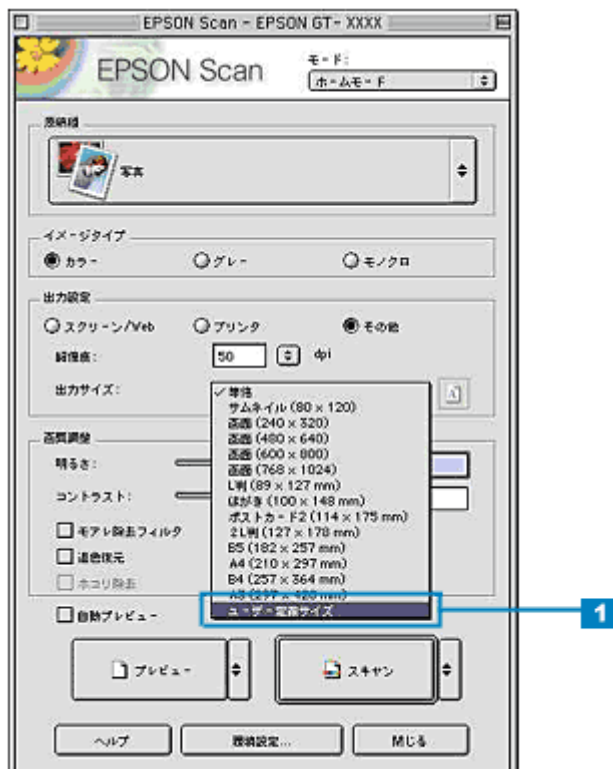 EPSON Scan - EPSON GT- XXXX
EPSON Scan
モード:
ホームモード
原稿種
写真
イメージタイプ
カラー
グレー
モノクロ
出力設定
スクリーン/Web
プリンタ
その他
解像度:
50
dpi
出力サイズ:
✓等倍
サムネイル (80 x 120)
画面 (240 x 320)
画面 (480 x 640)
画面 (600 x 800)
画面 (768 x 1024)
L判 (89 x 127 mm)
はがき (100 x 148 mm)
ポストカード2 (114 x 175 mm)
2L判 (127 x 178 mm)
B5 (182 x 257 mm)
A4 (210 x 297 mm)
B4 (257 x 364 mm)
A3 (297 x 420 mm)
ユーザー定義サイズ
1
画質調整
明るさ:
コントラスト:
モアレ除去フィルタ
退色復元
ホコリ除去
自動プレビュー
プレビュー
スキャン
ヘルプ
環境設定...
閉じる